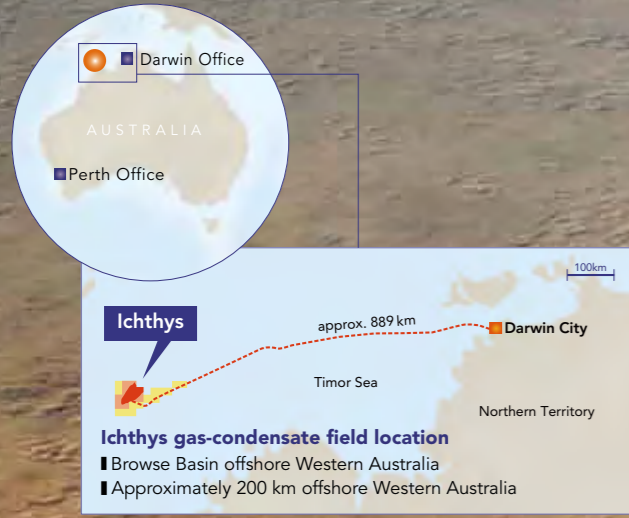 Darwin Office
AUSTRALIA
Perth Office
100km
Ichthys
approx. 889 km
Darwin City
Timor Sea
Northern Territory
Ichthys gas-condensate field location
Browse Basin offshore Western Australia
Approximately 200 km offshore Western Australia